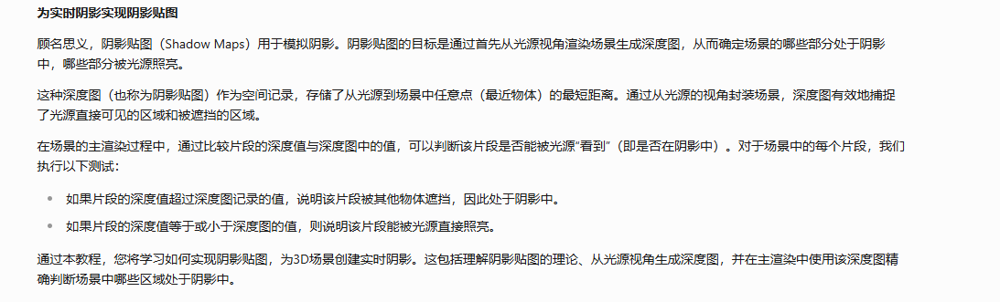 为实时阴影实现阴影贴图
顾名思义，阴影贴图（Shadow Maps）用于模拟阴影。阴影贴图的目标是通过首先从光源视角渲染场景生成深度图，从而确定场景的哪些部分处于阴影
中，哪些部分被光源照亮。
这种深度图（也称为阴影贴图）作为空间记录，存储了从光源到场景中任意点（最近物体）的最短距离。通过从光源的视角封装场景，深度图有效地捕捉
了光源直接可见的区域和被遮挡的区域。
在场景的主渲染过程中，通过比较片段的深度值与深度图中的值，可以判断该片段是否能被光源“看到”（即是否在阴影中）。对于场景中的每个片段，我们
执行以下测试：
• 如果片段的深度值超过深度图记录的值，说明该片段被其他物体遮挡，因此处于阴影中。
• 如果片段的深度值等于或小于深度图的值，则说明该片段能被光源直接照亮。
通过本教程，您将学习如何实现阴影贴图，为3D场景创建实时阴影。这包括理解阴影贴图的理论、从光源视角生成深度图，并在主渲染中使用该深度图精
确判断场景中哪些区域处于阴影中。